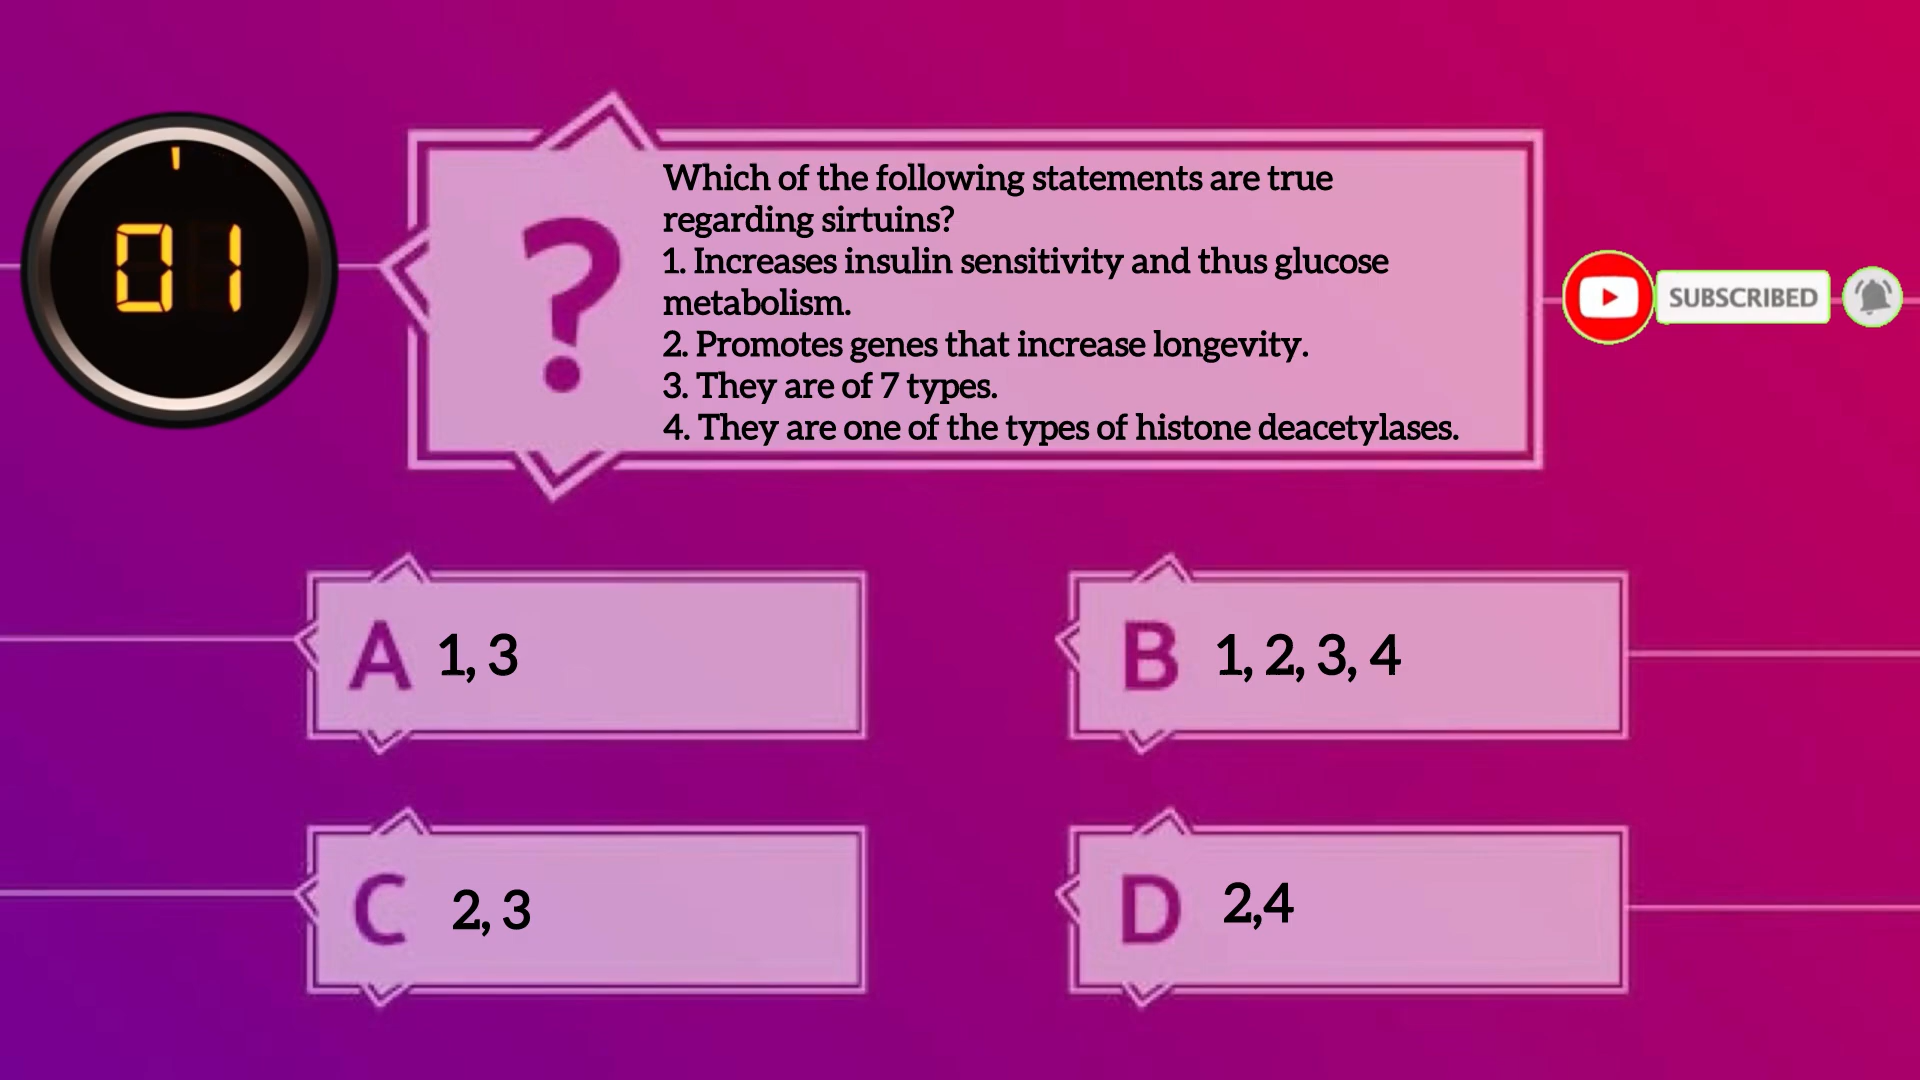 01
?
Which of the following statements are true
regarding sirtuins?
1. Increases insulin sensitivity and thus glucose
metabolism.
2. Promotes genes that increase longevity.
3. They are of 7 types.
4. They are one of the types of histone deacetylases.
SUBSCRIBED
A 1, 3
B 1, 2, 3, 4
C 2, 3
D 2,4